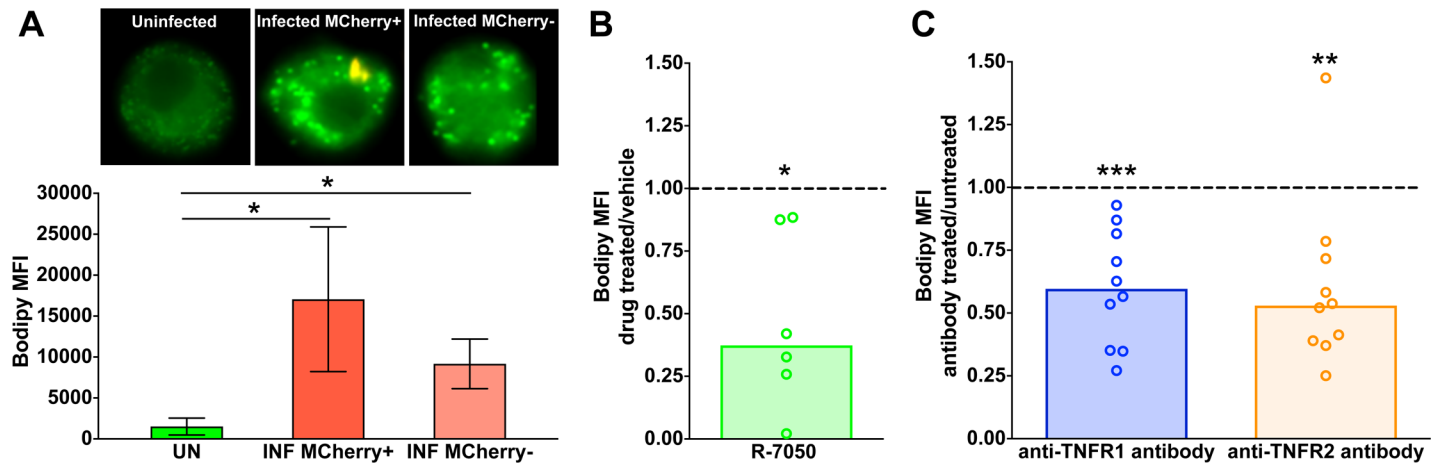 A
Uninfected
Infected MCherry+
Infected MCherry-
Bodipy MFI
30000
25000
20000
15000
10000
5000
0
*
*
UN
INF MCherry+
INF MCherry-
B
Bodipy MFI
drug treated/vehicle
1.50
1.25
1.00
0.75
0.50
0.25
0.00
*
R-7050
C
Bodipy MFI
antibody treated/untreated
1.50
1.25
1.00
0.75
0.50
0.25
0.00
***
**
anti-TNFR1 antibody
anti-TNFR2 antibody